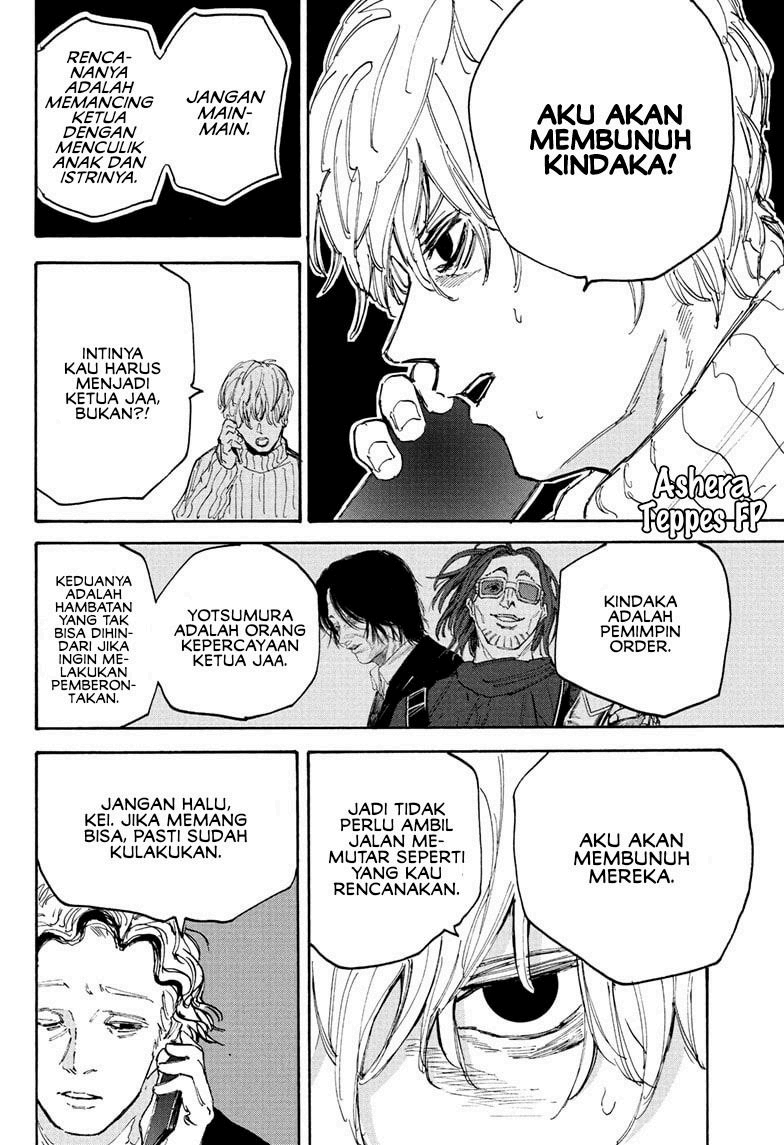 AKU AKAN
MEMBUNUH
KINDAKA!
JANGAN
MAIN-
MAIN.
RENCA-
NANYA
ADALAH
MEMANCING
KETUA
DENGAN
MENCULIK
ANAK DAN
ISTRINYA.
INTINYA
KAU HARUS
MENJADI
KETUA JAA,
BUKAN?!
Ashera
Teppes FP
KINDAKA
ADALAH
PEMIMPIN
ORDER.
YOTSUMURA
ADALAH ORANG
KEPERCAYAAN
KETUA JAA.
KEDUANYA
ADALAH
HAMBATAN
YANG TAK
BISA DIHIN-
DARI JIKA
INGIN ME-
LAKUKAN
PEMBERON-
TAKAN.
AKU AKAN
MEMBUNUH
MEREKA.
JADI TIDAK
PERLU AMBIL
JALAN ME-
MUTAR SEPERTI
YANG KAU
RENCANAKAN.
JANGAN HALU,
KEI. JIKA MEMANG
BISA, PASTI SUDAH
KULAKUKAN.